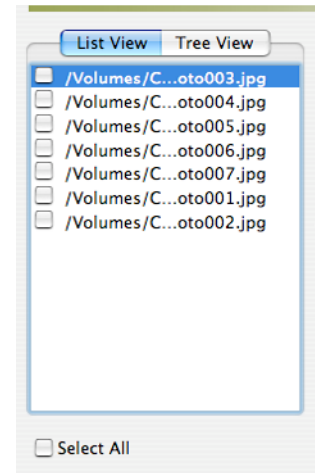 List View Tree View
/Volumes/C...oto003.jpg
/Volumes/C...oto004.jpg
/Volumes/C...oto005.jpg
/Volumes/C...oto006.jpg
/Volumes/C...oto007.jpg
/Volumes/C...oto001.jpg
/Volumes/C...oto002.jpg
Select All